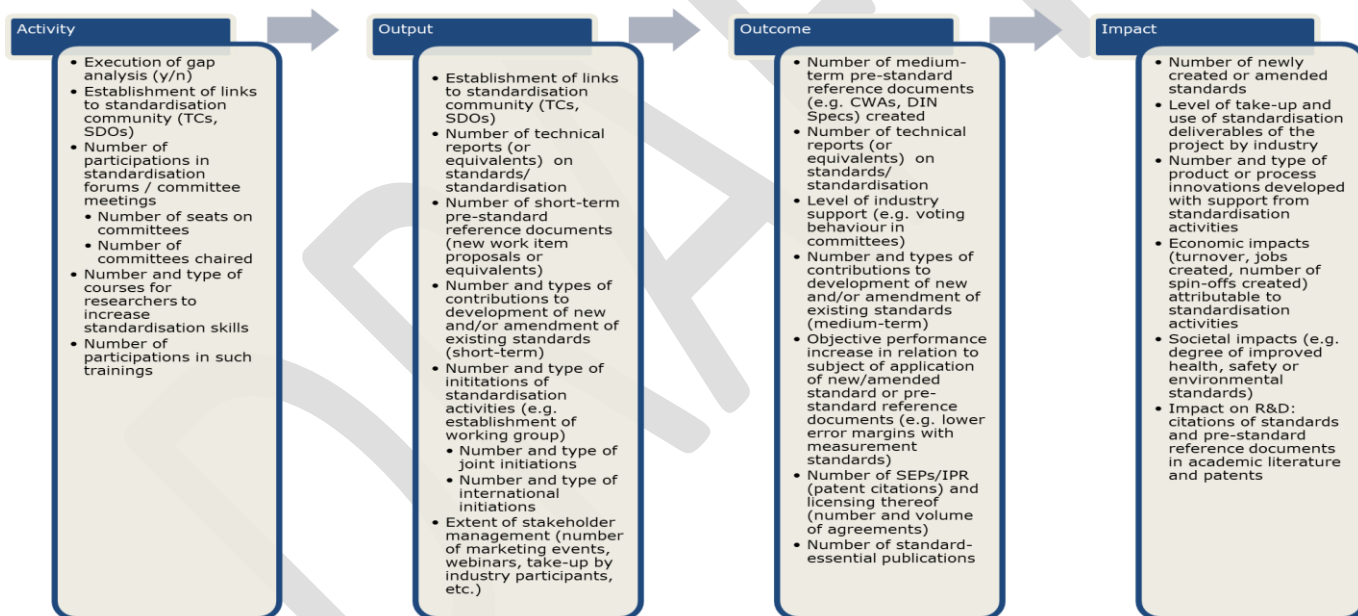 Activity
• Execution of gap
analysis (y/n)
• Establishment of links
to standardisation
community (TCs,
SDOs)
• Number of
participations in
standardisation
forums / committee
meetings
• Number of seats on
committees
• Number of
committees chaired
• Number and type of
courses for
researchers to
increase
standardisation skills
• Number of
participations in such
trainings
Output
• Establishment of links
to standardisation
community (TCs,
SDOs)
• Number of technical
reports (or
equivalents) on
standards/
standardisation
• Number of short-term
pre-standard
reference documents
(new work item
proposals or
equivalents)
• Number and types of
contributions to
development of new
and/or amendment of
existing standards
(short-term)
• Number and type of
inititations of
standardisation
activities (e.g.
establishment of
working group)
• Number and type of
joint initiations
• Number and type of
international
initiations
• Extent of stakeholder
management (number
of marketing events,
webinars, take-up by
industry participants,
etc.)
Outcome
• Number of medium-
term pre-standard
reference documents
(e.g. CWAs, DIN
Specs) created
• Number of technical
reports (or
equivalents) on
standards/
standardisation
• Level of industry
support (e.g. voting
behaviour in
committees)
• Number and types of
contributions to
development of new
and/or amendment of
existing standards
(medium-term)
• Objective performance
increase in relation to
subject of application
of new/amended
standard or pre-
standard reference
documents (e.g. lower
error margins with
measurement
standards)
• Number of SEPs/IPR
(patent citations) and
licensing thereof
(number and volume
of agreements)
• Number of standard-
essential publications
Impact
• Number of newly
created or amended
standards
• Level of take-up and
use of standardisation
deliverables of the
project by industry
• Number and type of
product or process
innovations developed
with support from
standardisation
activities
• Economic impacts
(turnover, jobs
created, number of
spin-offs created)
attributable to
standardisation
activities
• Societal impacts (e.g.
degree of improved
health, safety or
environmental
standards)
• Impact on R&D:
citations of standards
and pre-standard
reference documents
in academic literature
and patents